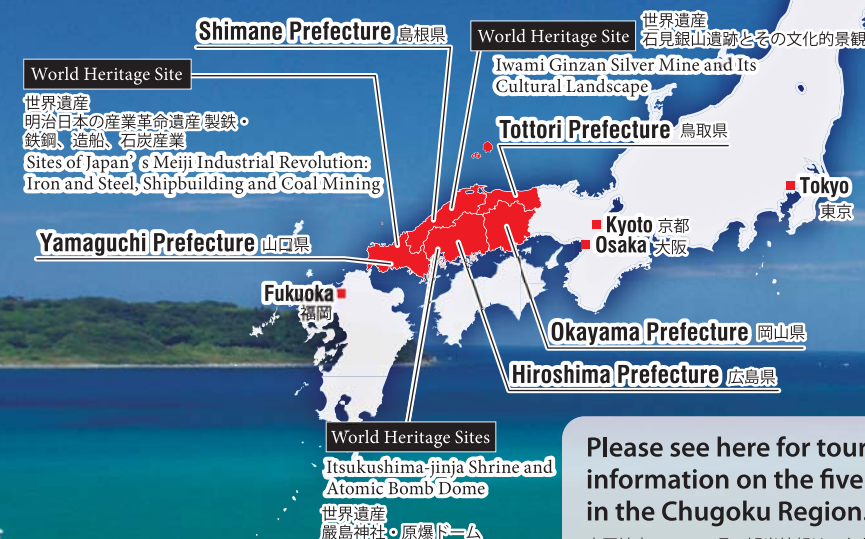 Shimane Prefecture 島根県
World Heritage Site
世界遺産
石見銀山遺跡とその文化的景観
Iwami Ginzan Silver Mine and Its
Cultural Landscape
World Heritage Site
世界遺産
明治日本の産業革命遺産 製鉄・
鉄鋼、造船、石炭産業
Sites of Japan’s Meiji Industrial Revolution:
Iron and Steel, Shipbuilding and Coal Mining
Tottori Prefecture 鳥取県
Tokyo
東京
Kyoto 京都
Osaka 大阪
Yamaguchi Prefecture 山口県
Fukuoka
福岡
Okayama Prefecture 岡山県
Hiroshima Prefecture 広島県
World Heritage Sites
Itsukushima-jinja Shrine and
Atomic Bomb Dome
世界遺産
厳島神社・原爆ドーム
Please see here for tour
information on the five
in the Chugoku Region.